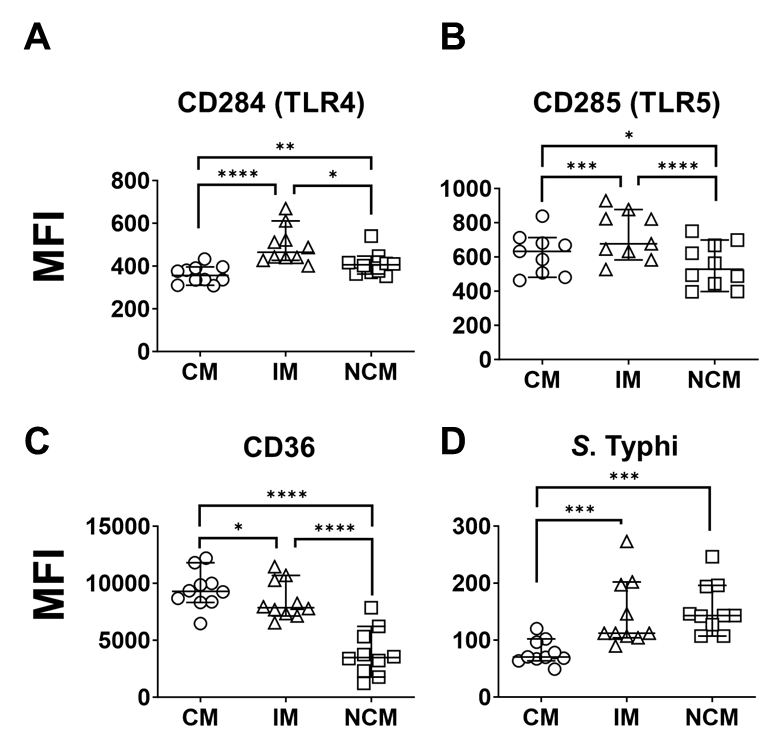 A
CD284 (TLR4)
**
****
*
MFI
800
600
400
200
0
CM IM NCM
B
CD285 (TLR5)
*
***
****
1000
800
600
400
200
0
CM IM NCM
C
CD36
****
*
****
MFI
15000
10000
5000
0
CM IM NCM
D
S. Typhi
***
***
300
200
100
0
CM IM NCM